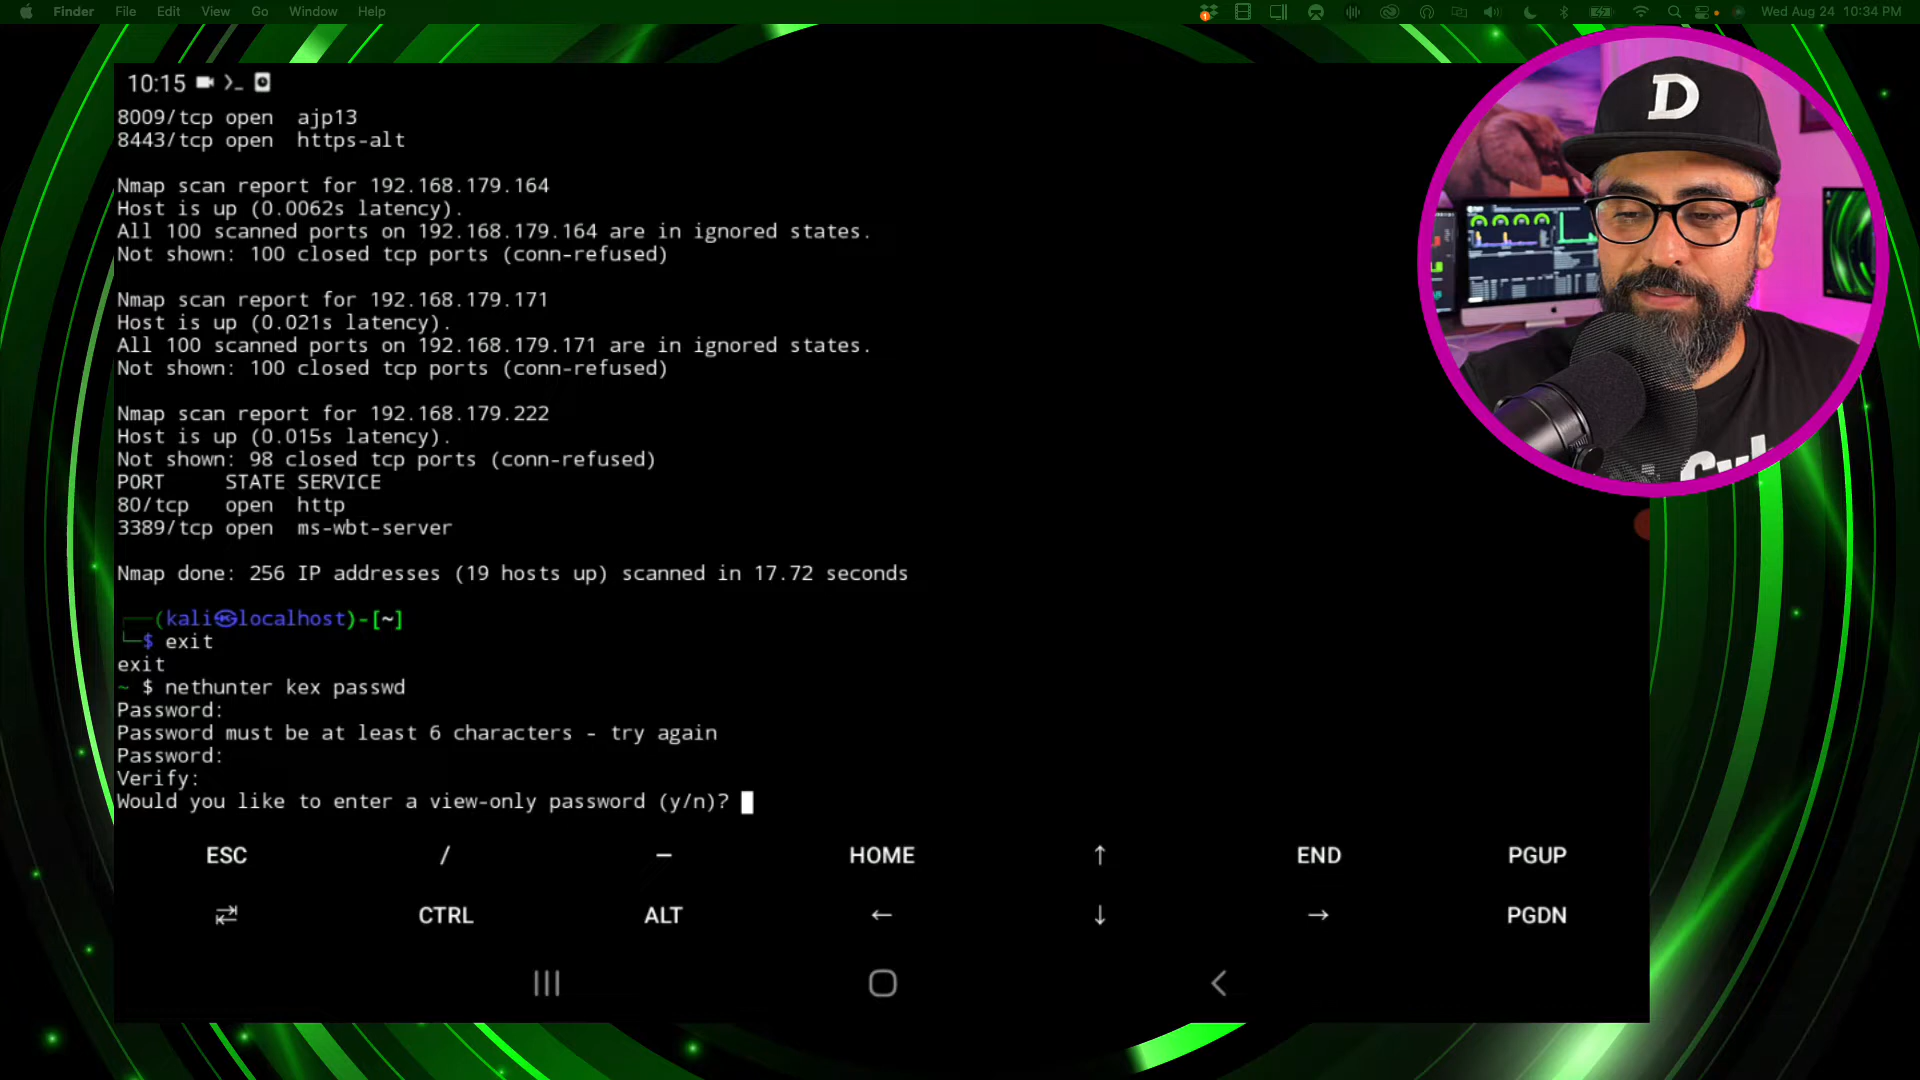 Finder File Edit View Go Window Help
Wed Aug 24 10:34 PM
10:15
8009/tcp open ajp13
8443/tcp open https-alt
Nmap scan report for 192.168.179.164
Host is up (0.0062s latency).
All 100 scanned ports on 192.168.179.164 are in ignored states.
Not shown: 100 closed tcp ports (conn-refused)
Nmap scan report for 192.168.179.171
Host is up (0.021s latency).
All 100 scanned ports on 192.168.179.171 are in ignored states.
Not shown: 100 closed tcp ports (conn-refused)
Nmap scan report for 192.168.179.222
Host is up (0.015s latency).
Not shown: 98 closed tcp ports (conn-refused)
PORT STATE SERVICE
80/tcp open http
3389/tcp open ms-wbt-server
Nmap done: 256 IP addresses (19 hosts up) scanned in 17.72 seconds
(kali㉿localhost)-[~]
$ exit
exit
~ $ nethunter kex passwd
Password:
Password must be at least 6 characters - try again
Password:
Verify:
Would you like to enter a view-only password (y/n)?
ESC / — HOME ↑ END PGUP
CTRL ALT ← ↓ → PGDN
D